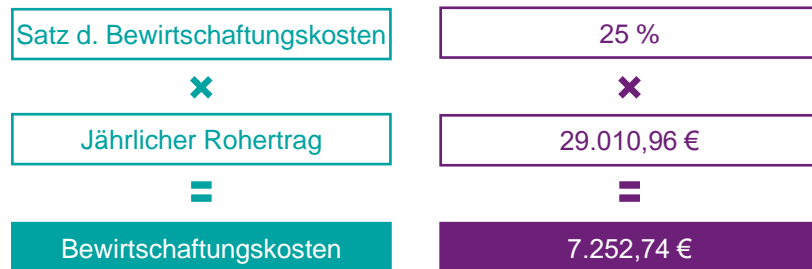 Satz d. Bewirtschaftungskosten
25 %
×
×
Jährlicher Rohertrag
29.010,96 €
=
=
Bewirtschaftungskosten
7.252,74 €